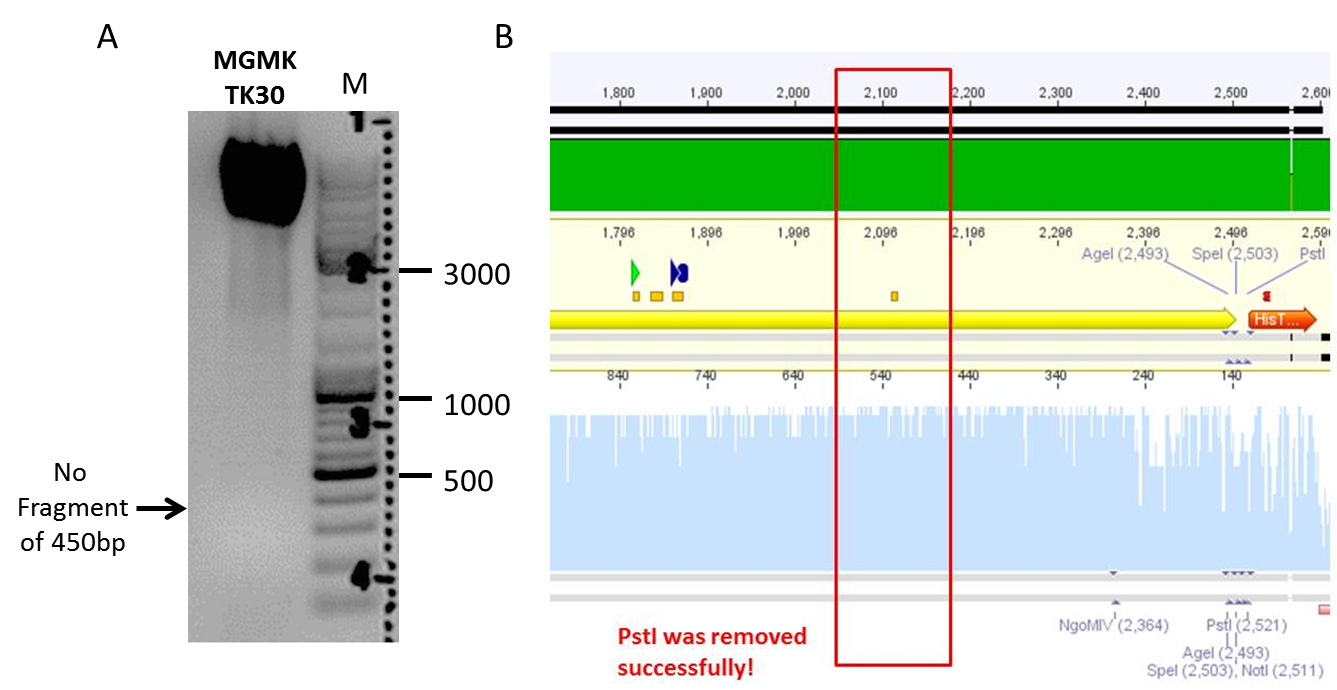 A
MGMK
TK30
M
3000
1000
500
No
Fragment
of 450bp
B
1,800 1,900 2,000 2,100 2,200 2,300 2,400 2,500 2,60
1,796 1,896 1,996 2,096 2,196 2,296 2,396 2,496 2,59
AgeI (2,493) SpeI (2,503) PstI
HisT...
840 740 640 540 440 340 240 140
NgoMIV (2,364) PstI (2,521)
AgeI (2,493)
SpeI (2,503), NotI (2,511)
PstI was removed
successfully!